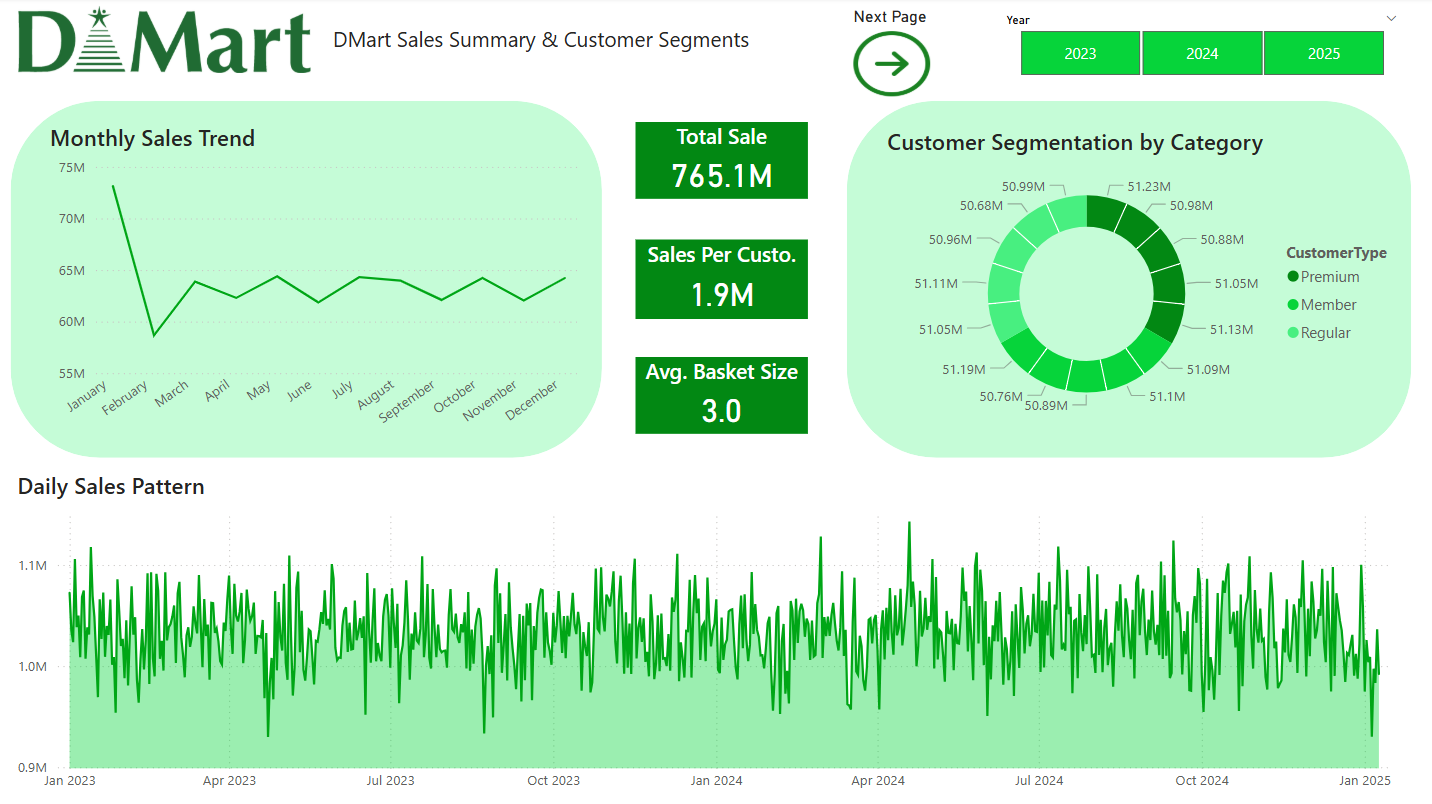 D Mart
DMart Sales Summary & Customer Segments
Next Page
Year
2023
2024
2025
Monthly Sales Trend
75M
70M
65M
60M
55M
January
February
March
April
May
June
July
August
September
October
November
December
Total Sale
765.1M
Sales Per Custo.
1.9M
Avg. Basket Size
3.0
Customer Segmentation by Category
50.99M
51.23M
50.68M
50.98M
50.96M
50.88M
51.11M
51.05M
51.05M
51.13M
51.19M
51.09M
50.76M
51.1M
50.89M
CustomerType
Premium
Member
Regular
Daily Sales Pattern
1.1M
1.0M
0.9M
Jan 2023
Apr 2023
Jul 2023
Oct 2023
Jan 2024
Apr 2024
Jul 2024
Oct 2024
Jan 2025